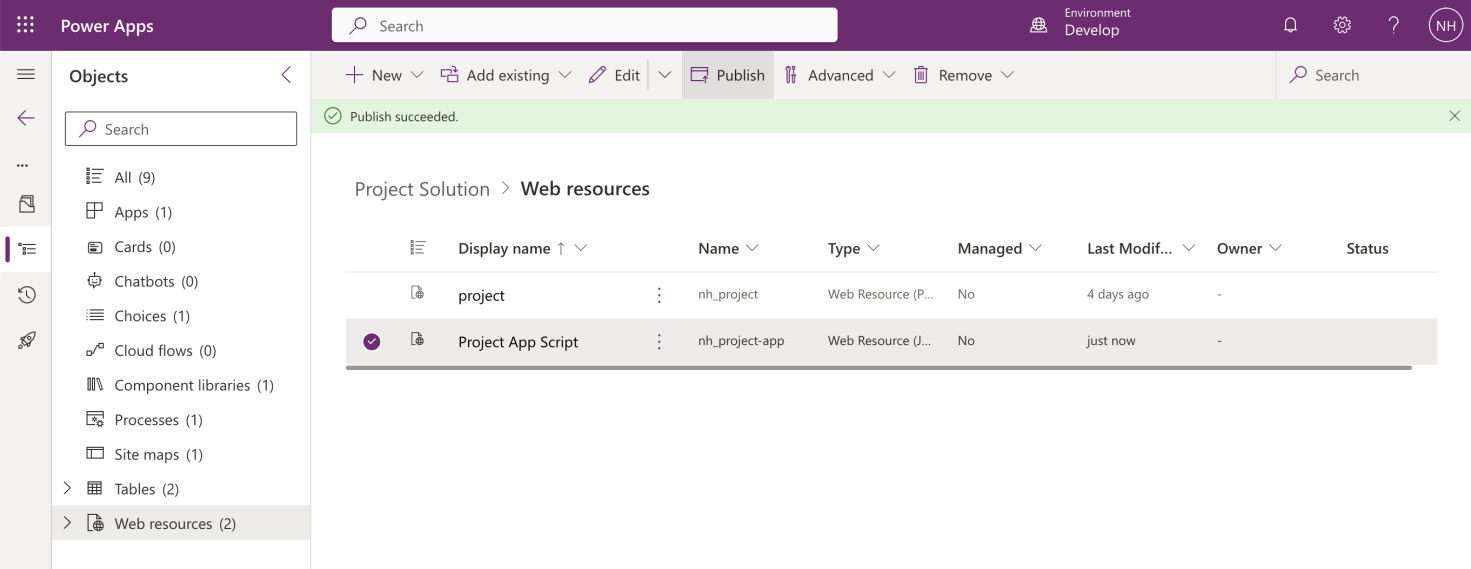 Power Apps
Search
Environment
Develop
?
NH
Objects
New
Add existing
Edit
Publish
Advanced
Remove
Search
Publish succeeded.
Search
...
All (9)
Apps (1)
Cards (0)
Chatbots (0)
Choices (1)
Cloud flows (0)
Component libraries (1)
Processes (1)
Site maps (1)
Tables (2)
Web resources (2)
Project Solution > Web resources
Display name ↑ Name Type Managed Last Modif... Owner Status
project nh_project Web Resource (P... No 4 days ago -
Project App Script nh_project-app Web Resource (J... No just now -